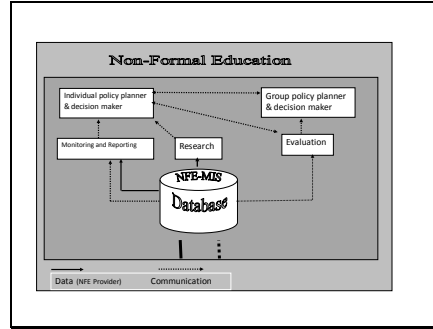 Non-Formal Education
Individual policy planner
& decision maker
Group policy planner
& decision maker
Monitoring and Reporting
Research
Evaluation
NFE-MIS
Database
Data (NFE Provider)
Communication